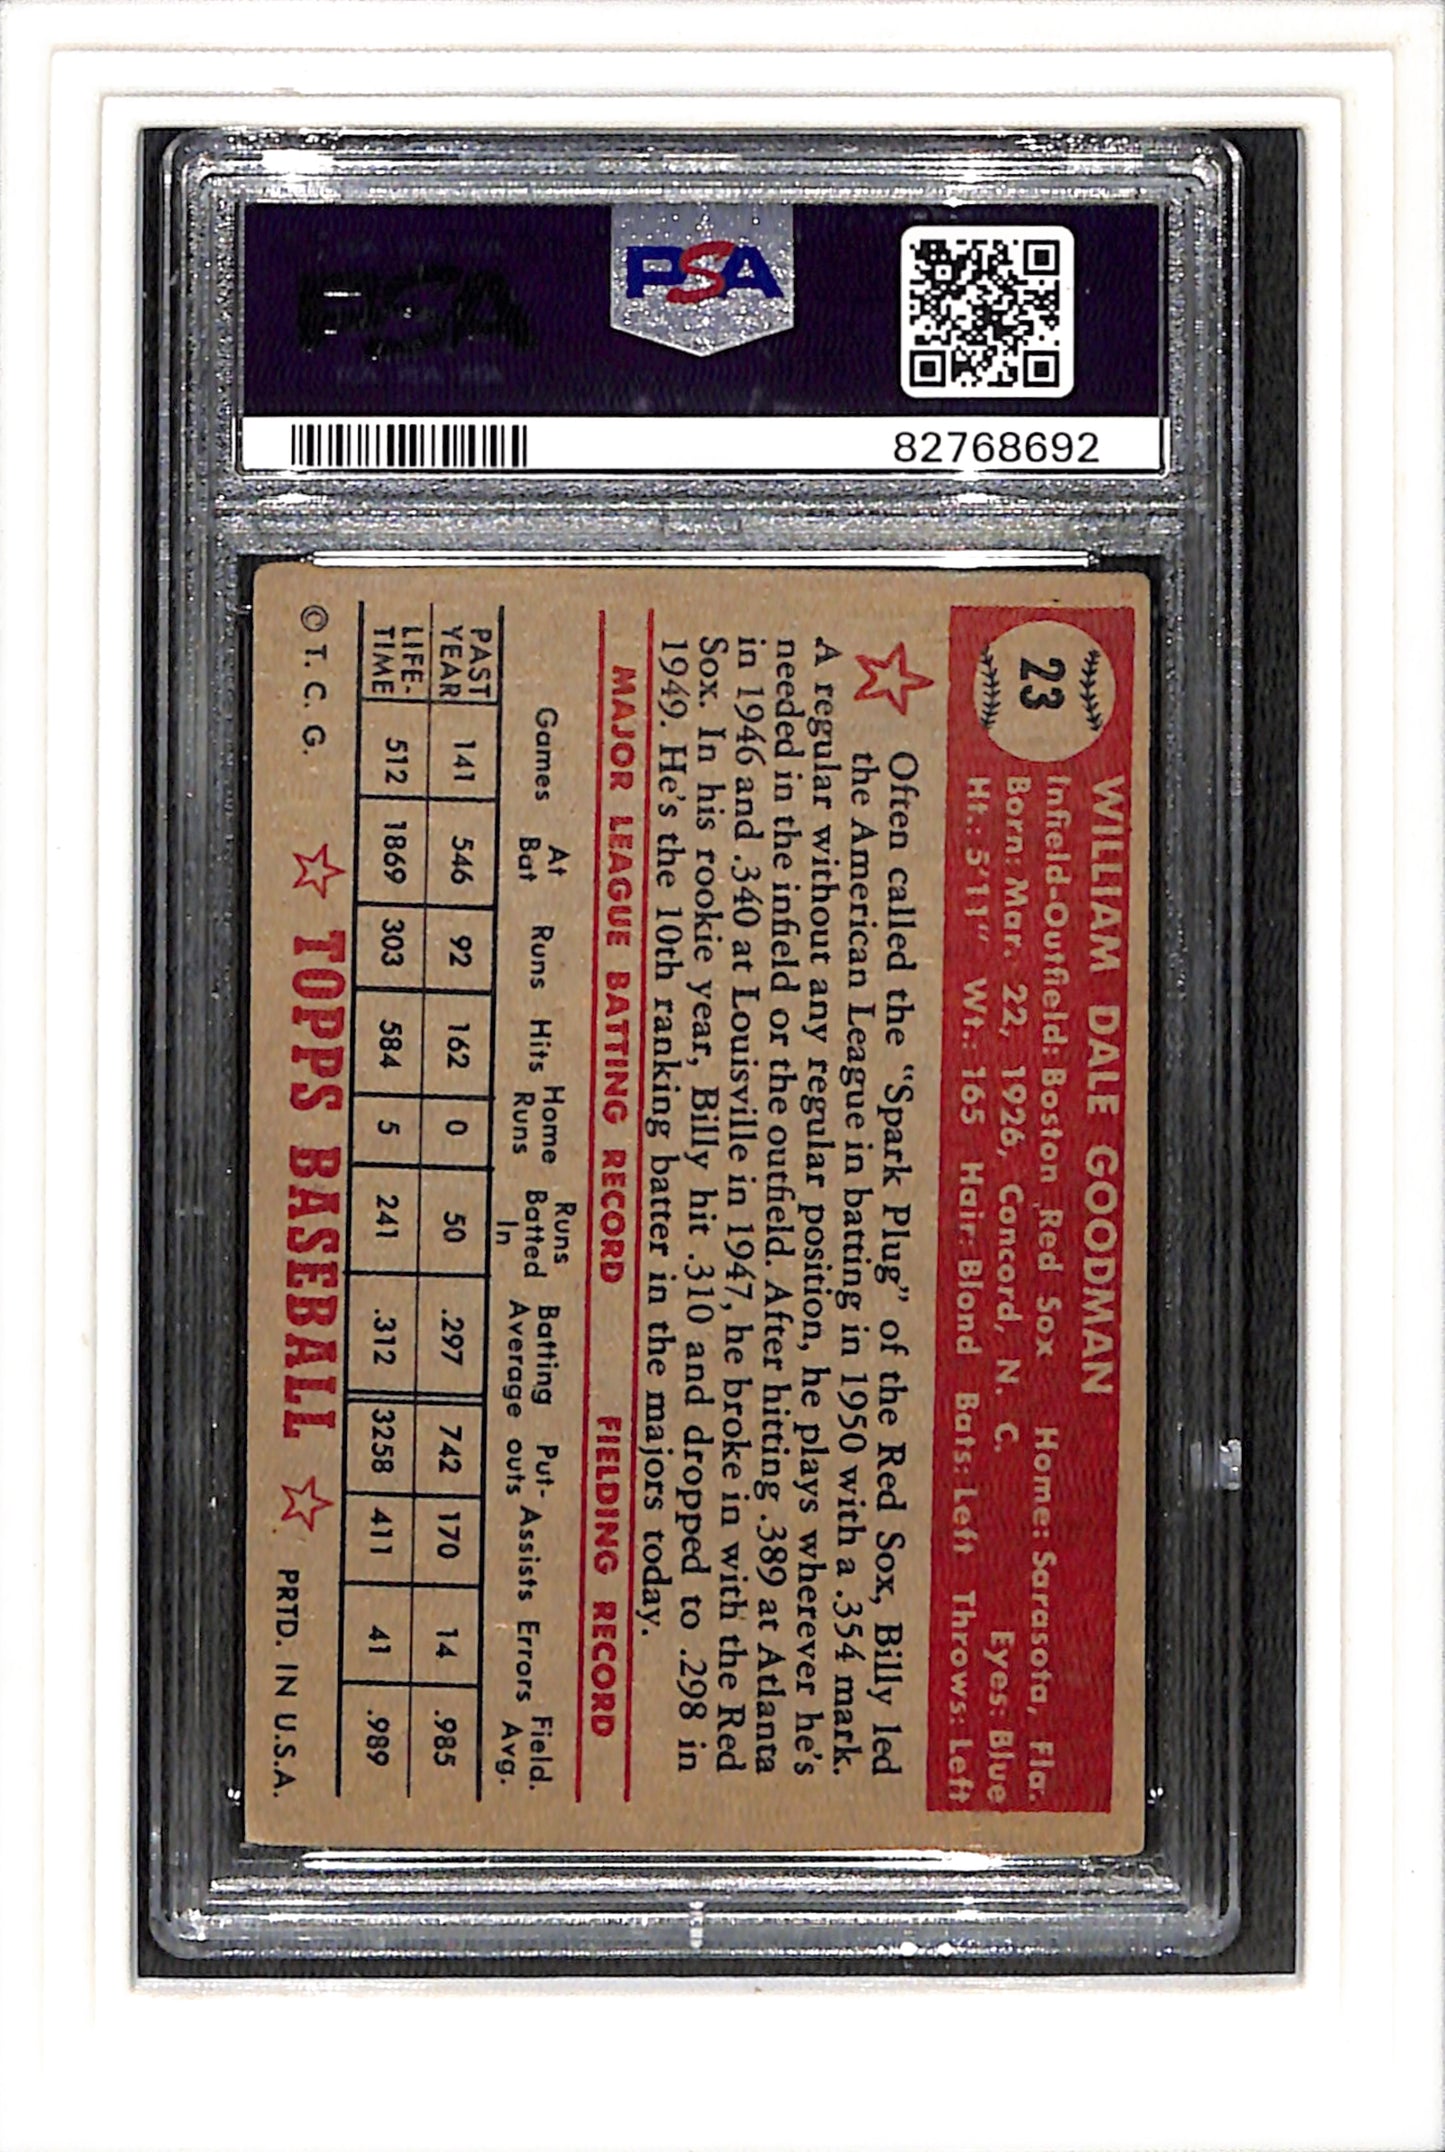 PSA
PSA
82768692
23
WILLIAM DALE GOODMAN
Infield-Outfield: Boston Red Sox Home: Sarasota, Fla.
Born: Mar. 22, 1926, Concord, N. C. Eyes: Blue
Ht.: 5'11" Wt.: 165 Hair: Blond Bats: Left Throws: Left
Often called the "Spark Plug" of the Red Sox, Billy led
the American League in batting in 1950 with a .354 mark.
A regular without any regular position, he plays wherever he's
needed in the infield or the outfield. After hitting .389 at Atlanta
in 1946 and .340 at Louisville in 1947, he broke in with the Red
Sox. In his rookie year, Billy hit .310 and dropped to .298 in
1949. He's the 10th ranking batter in the majors today.
MAJOR LEAGUE BATTING RECORD FIELDING RECORD
Games At Bat Runs Hits Home Runs Runs Batted In Batting Average Put-outs Assists Errors Field. Avg.
PAST YEAR 141 546 92 162 0 50 .297 742 170 14 .985
LIFE-TIME 512 1869 303 584 5 241 .312 3258 411 41 .989
© T. C. G. TOPPS BASEBALL PRTD. IN U.S.A.